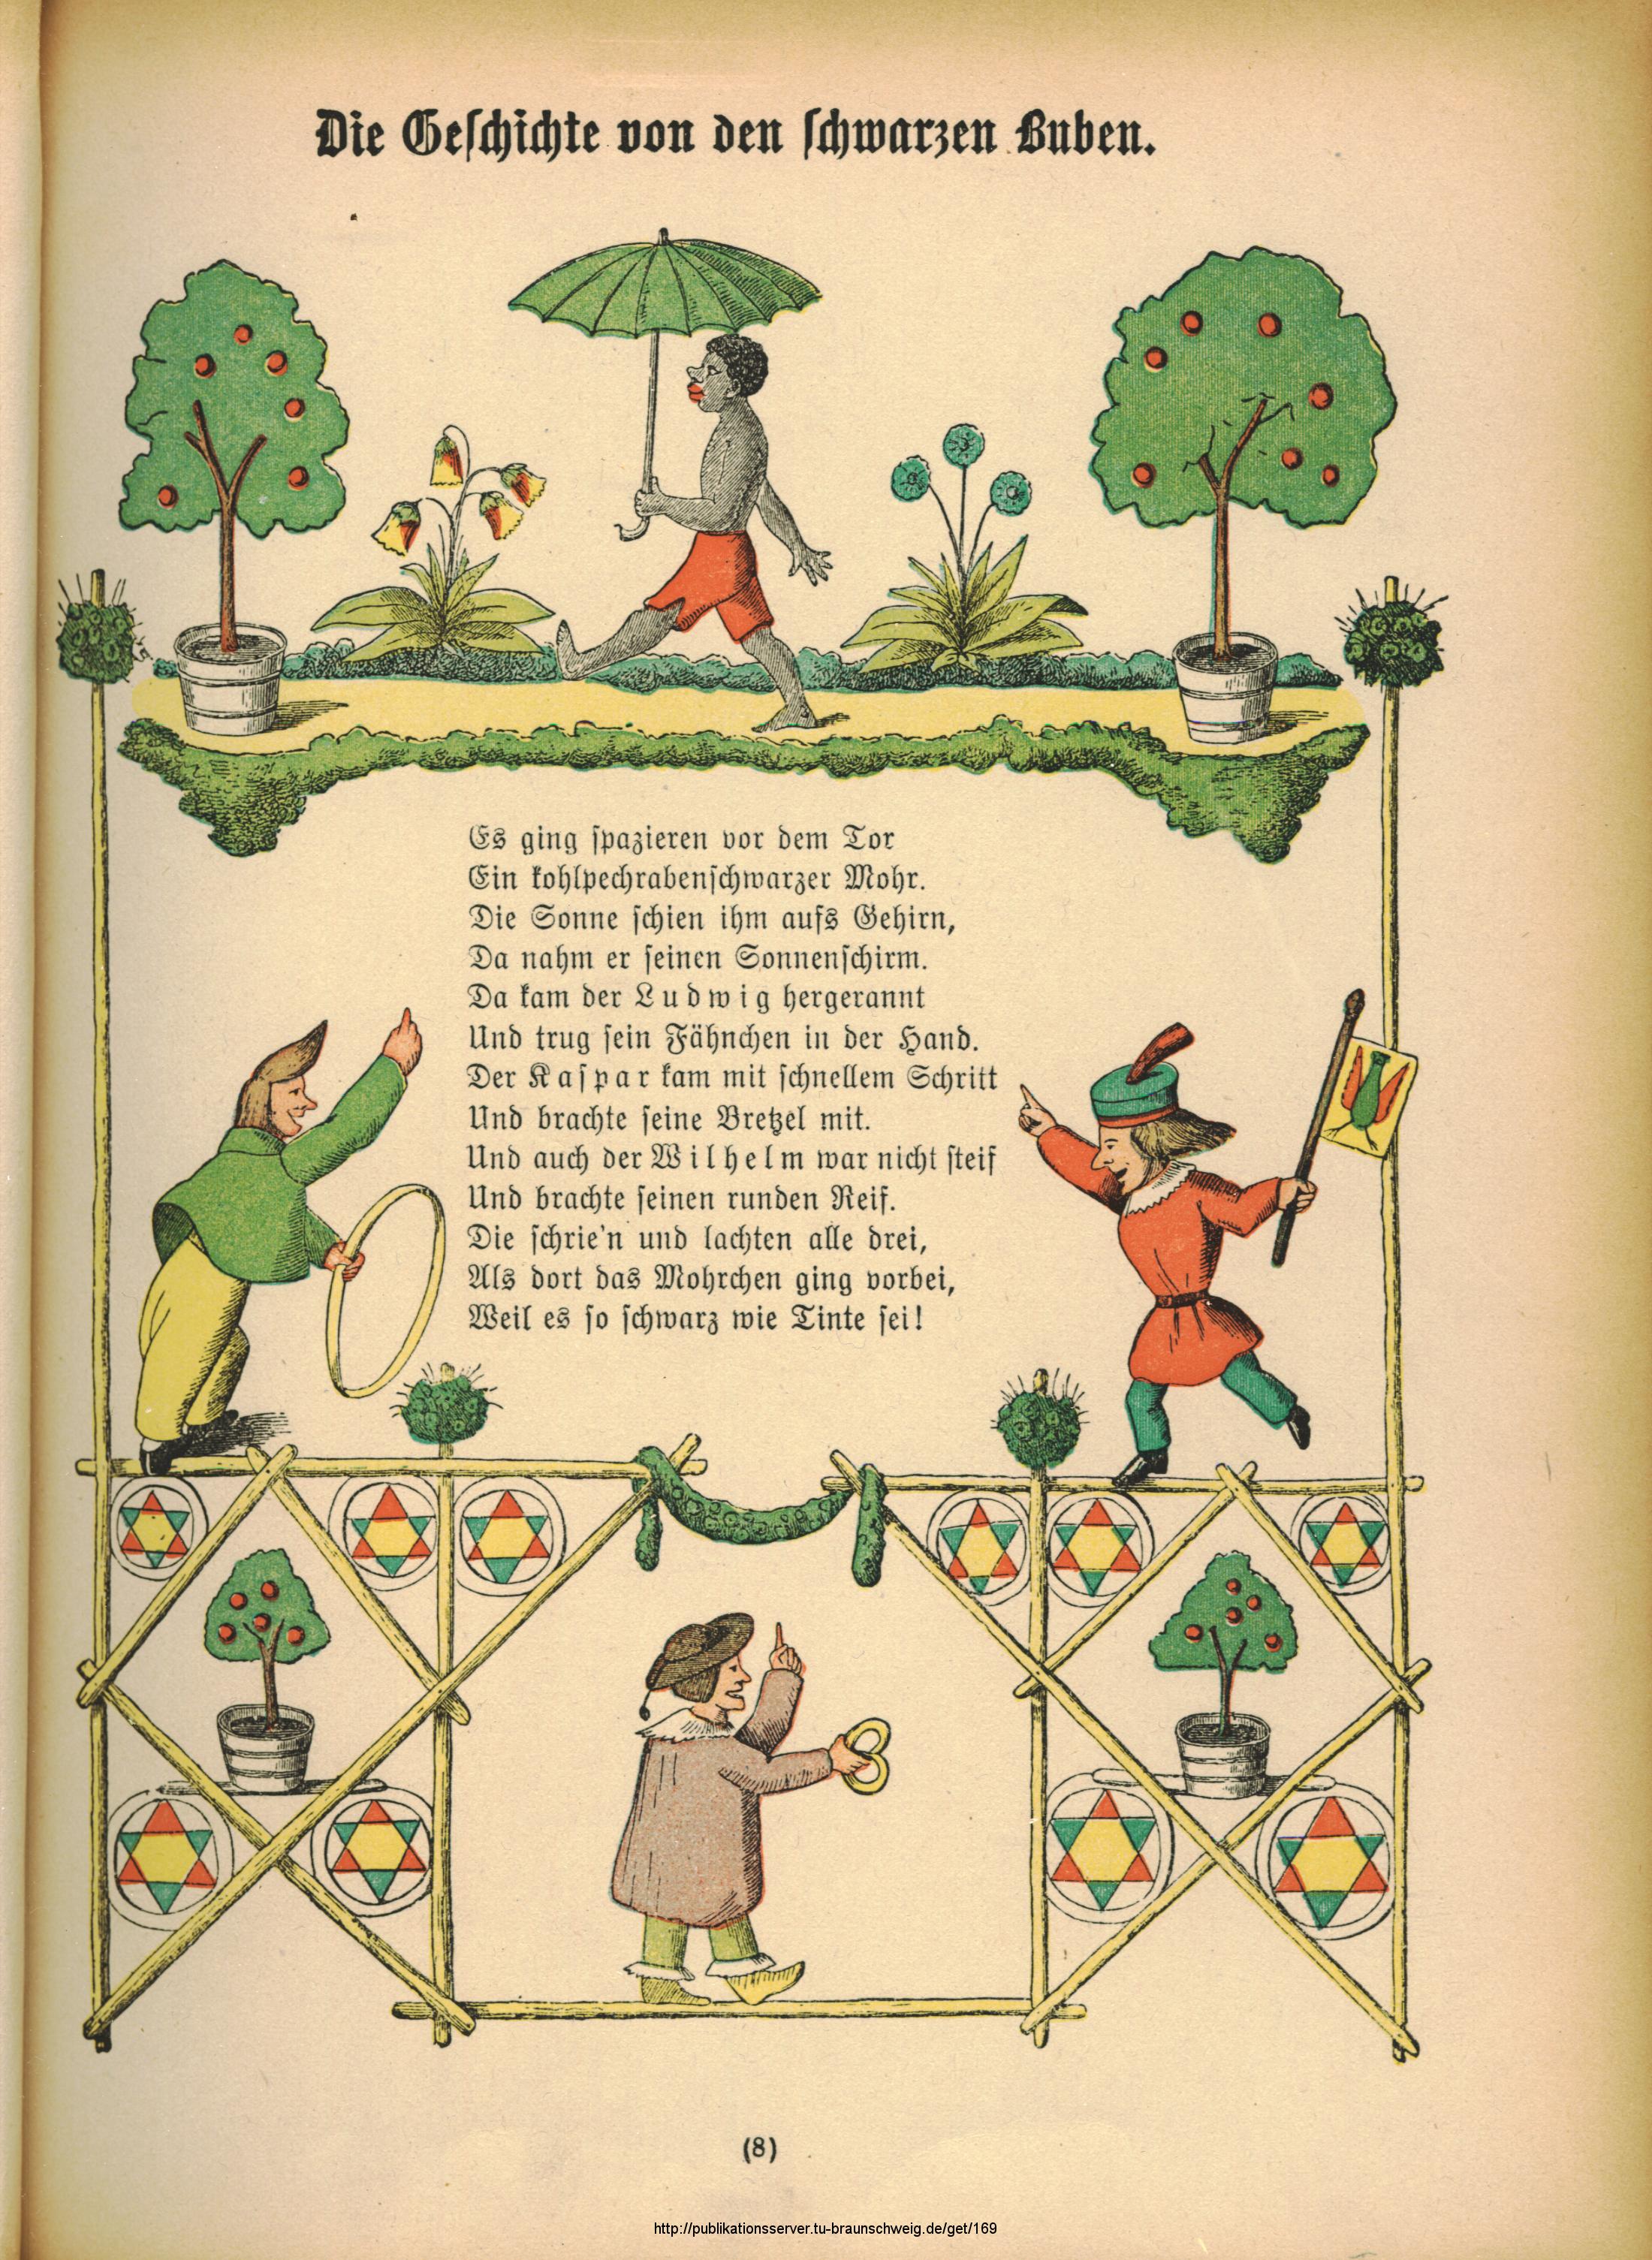 Die Geſchichte von den ſchwarzen Buben.
Es ging ſpazieren vor dem Tor
Ein kohlpechrabenſchwarzer Mohr.
Die Sonne ſchien ihm aufs Gehirn,
Da nahm er ſeinen Sonnenſchirm.
Da kam der Ludwig hergerannt
Und trug ſein Fähnchen in der Hand.
Der Kaſpar kam mit ſchnellem Schritt
Und brachte ſeine Bretzel mit.
Und auch der Wilhelm war nicht ſteif
Und brachte ſeinen runden Reif.
Die ſchrie'n und lachten alle drei,
Als dort das Mohrchen ging vorbei,
Weil es ſo ſchwarz wie Tinte ſei!
(8)
http://publikationsserver.tu-braunschweig.de/get/169